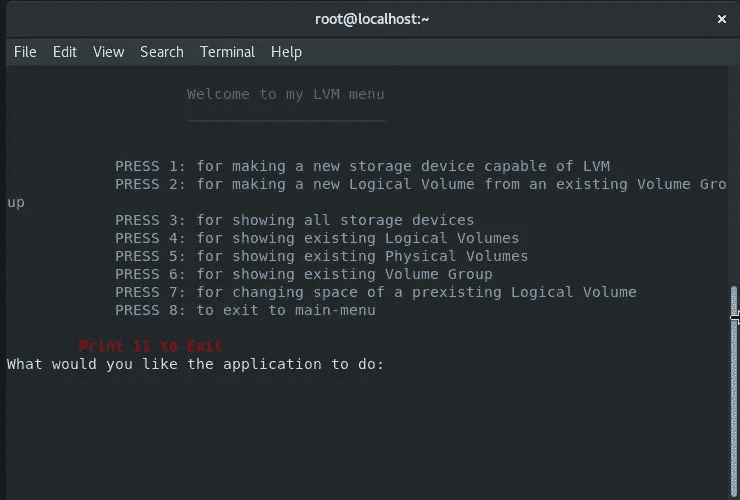 root@localhost:~
×
File Edit View Search Terminal Help
Welcome to my LVM menu
PRESS 1: for making a new storage device capable of LVM
PRESS 2: for making a new Logical Volume from an existing Volume Gro
up
PRESS 3: for showing all storage devices
PRESS 4: for showing existing Logical Volumes
PRESS 5: for showing existing Physical Volumes
PRESS 6: for showing existing Volume Group
PRESS 7: for changing space of a prexisting Logical Volume
PRESS 8: to exit to main-menu
Print 11 to Exit
What would you like the application to do: